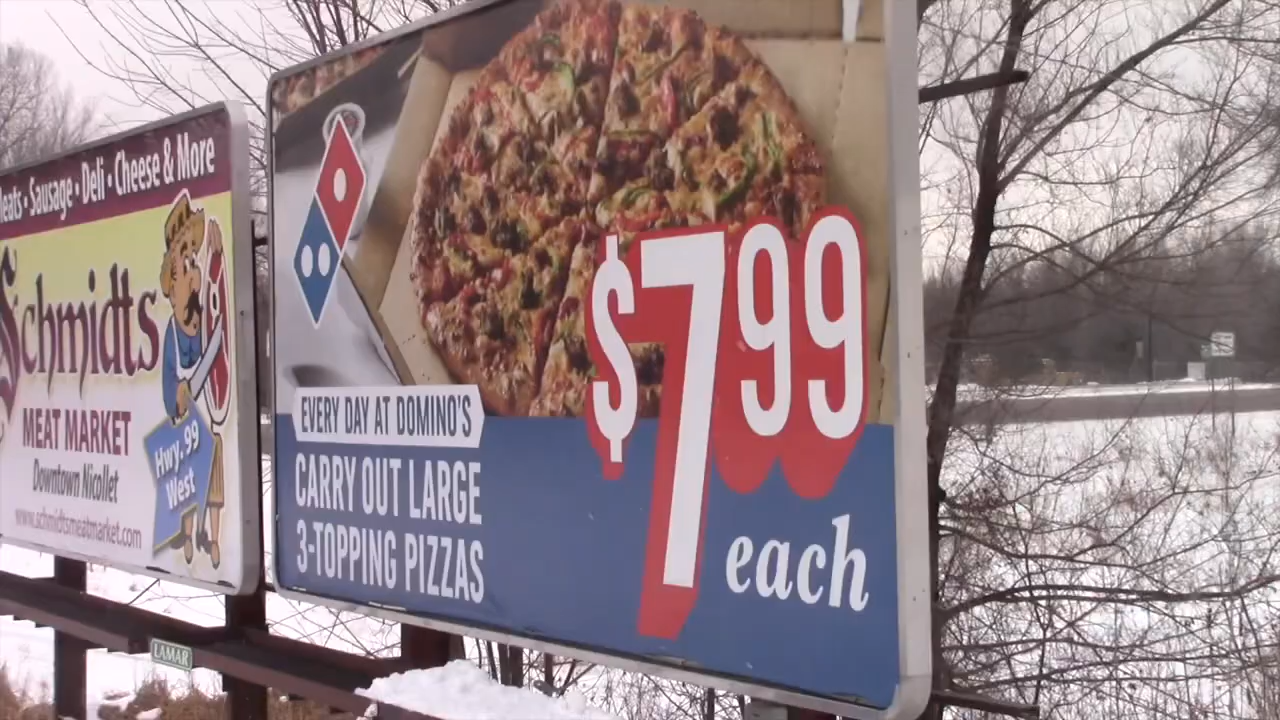 eats · Sausage · Deli · Cheese & More
Schmidts
MEAT MARKET
Downtown Nicollet
www.schmidtsmeatmarket.com
Hwy. 99
West
LAMAR
$799
EVERY DAY AT DOMINO'S
CARRY OUT LARGE
3-TOPPING PIZZAS
each